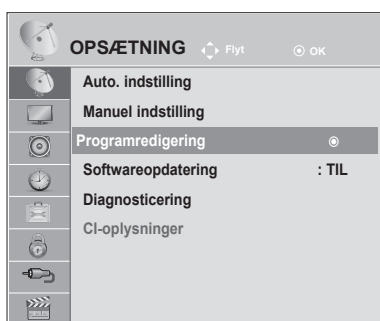 OPSÆTNING Flyt OK
Auto. indstilling
Manuel indstilling
Programredigering
Softwareopdatering : TIL
Diagnosticering
CI-oplysninger